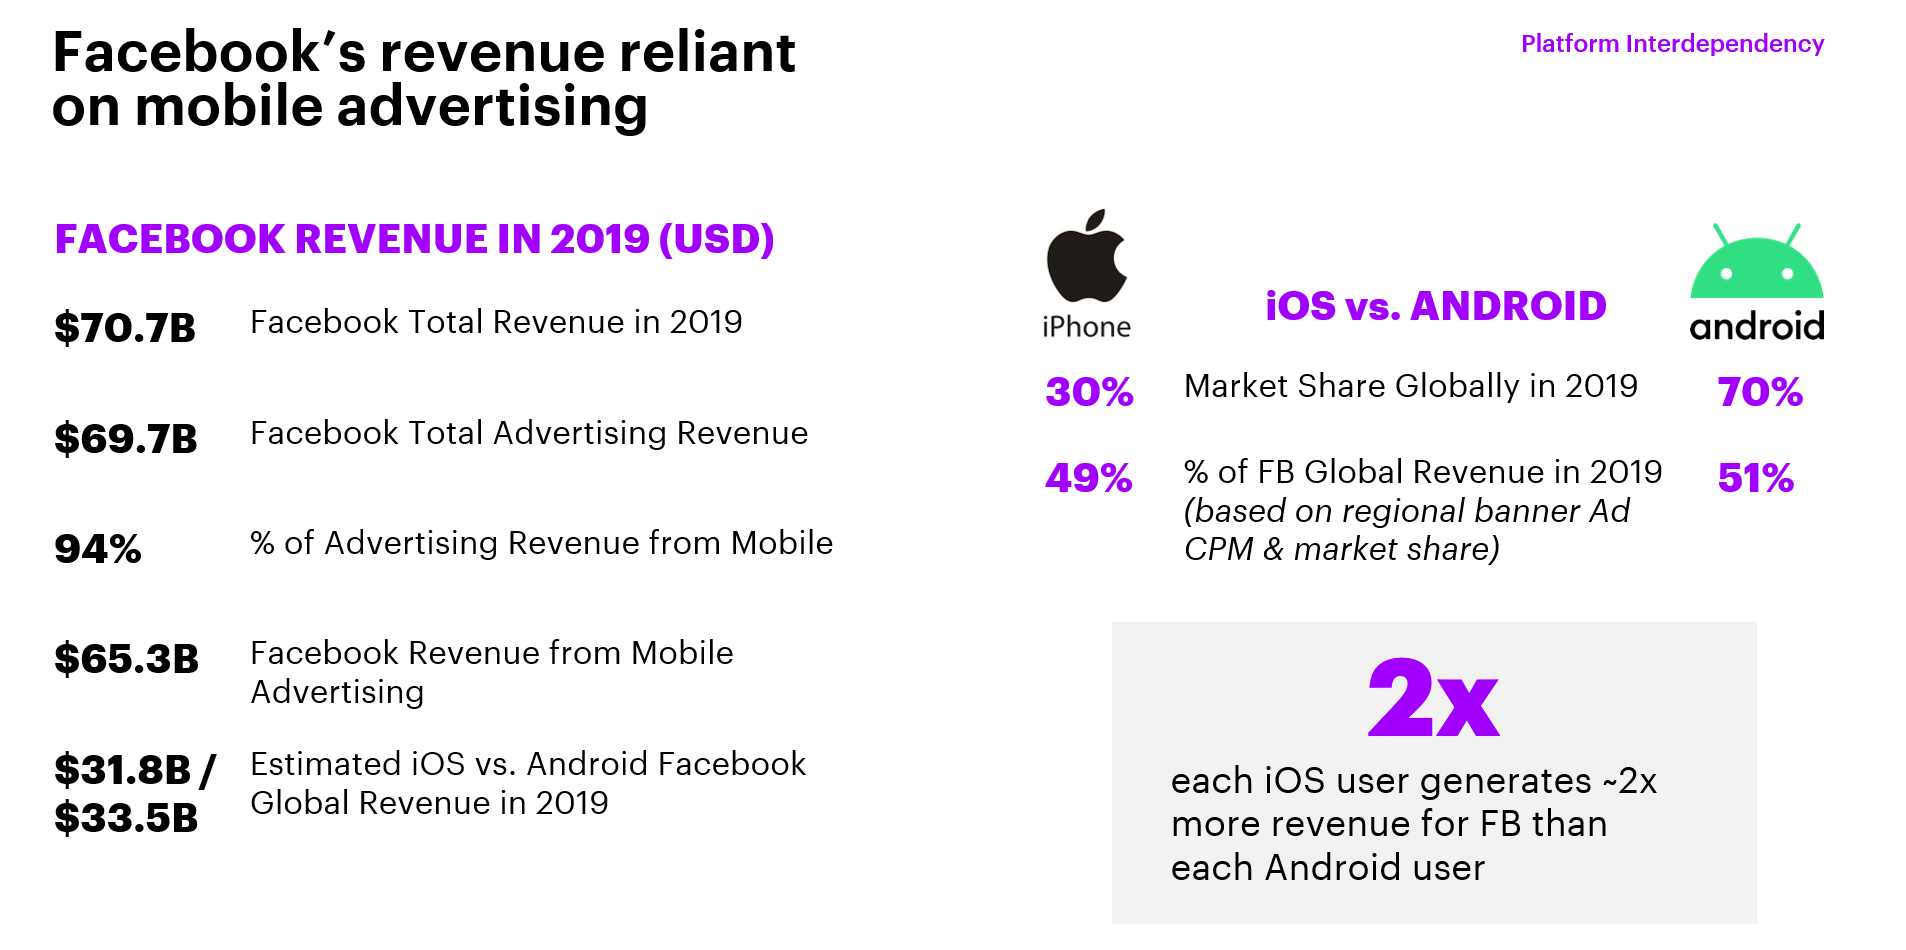 Facebook’s revenue reliant
on mobile advertising
Platform Interdependency
FACEBOOK REVENUE IN 2019 (USD)
$70.7B Facebook Total Revenue in 2019
$69.7B Facebook Total Advertising Revenue
94% % of Advertising Revenue from Mobile
$65.3B Facebook Revenue from Mobile
Advertising
$31.8B / Estimated iOS vs. Android Facebook
$33.5B Global Revenue in 2019
iPhone
iOS vs. ANDROID
android
30% Market Share Globally in 2019 70%
49% % of FB Global Revenue in 2019 51%
(based on regional banner Ad
CPM & market share)
2x
each iOS user generates ~2x
more revenue for FB than
each Android user